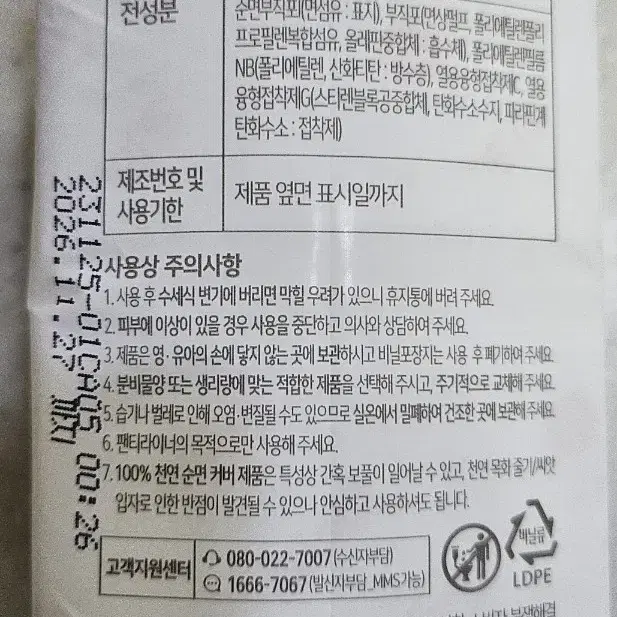 전성분
순면부직포(면섬유 : 표지), 부직포(면상펄프, 폴리에틸렌폴리
프로필렌복합섬유, 올레핀중합체 : 흡수체), 폴리에틸렌필름
NB(폴리에틸렌, 산화티탄 : 방수층), 열용융형접착제C, 열용
융형접착제G(스티렌블록공중합체, 탄화수소수지, 파라핀계
탄화수소 : 접착제)
제조번호 및
사용기한
제품 옆면 표시일까지
231125-01CAU5 00:26
2026.11.27 까지
사용상 주의사항
1. 사용 후 수세식 변기에 버리면 막힐 우려가 있으니 휴지통에 버려 주세요.
2. 피부에 이상이 있을 경우 사용을 중단하고 의사와 상담하여 주세요.
3. 제품은 영·유아의 손에 닿지 않는 곳에 보관하시고 비닐포장지는 사용 후 폐기하여 주세요.
4. 분비물양 또는 생리량에 맞는 적합한 제품을 선택해 주시고, 주기적으로 교체해 주세요.
5. 습기나 벌레로 인해 오염·변질될 수도 있으므로 실온에서 밀폐하여 건조한 곳에 보관해 주세요.
6. 팬티라이너의 목적으로만 사용해 주세요.
7. 100% 천연 순면 커버 제품은 특성상 간혹 보풀이 일어날 수 있고, 천연 목화 줄기/씨앗
입자로 인한 반점이 발견될 수 있으나 안심하고 사용하셔도 됩니다.
고객지원센터
080-022-7007 (수신자부담)
1666-7067 (발신자부담_MMS가능)
비닐류
LDPE